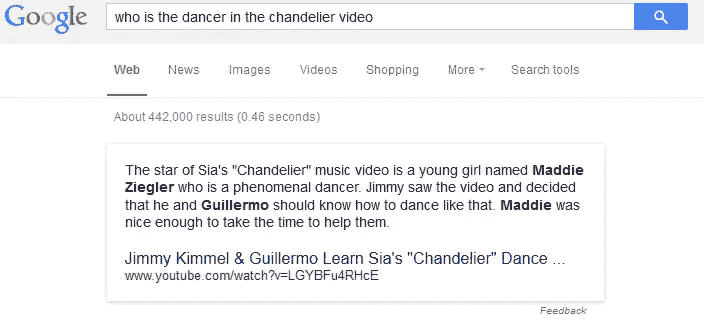 Google who is the dancer in the chandelier video
Web News Images Videos Shopping More Search tools
About 442,000 results (0.46 seconds)
The star of Sia's "Chandelier" music video is a young girl named Maddie
Ziegler who is a phenomenal dancer. Jimmy saw the video and decided
that he and Guillermo should know how to dance like that. Maddie was
nice enough to take the time to help them.
Jimmy Kimmel & Guillermo Learn Sia's "Chandelier" Dance ...
www.youtube.com/watch?v=LGYBFu4RHcE
Feedback